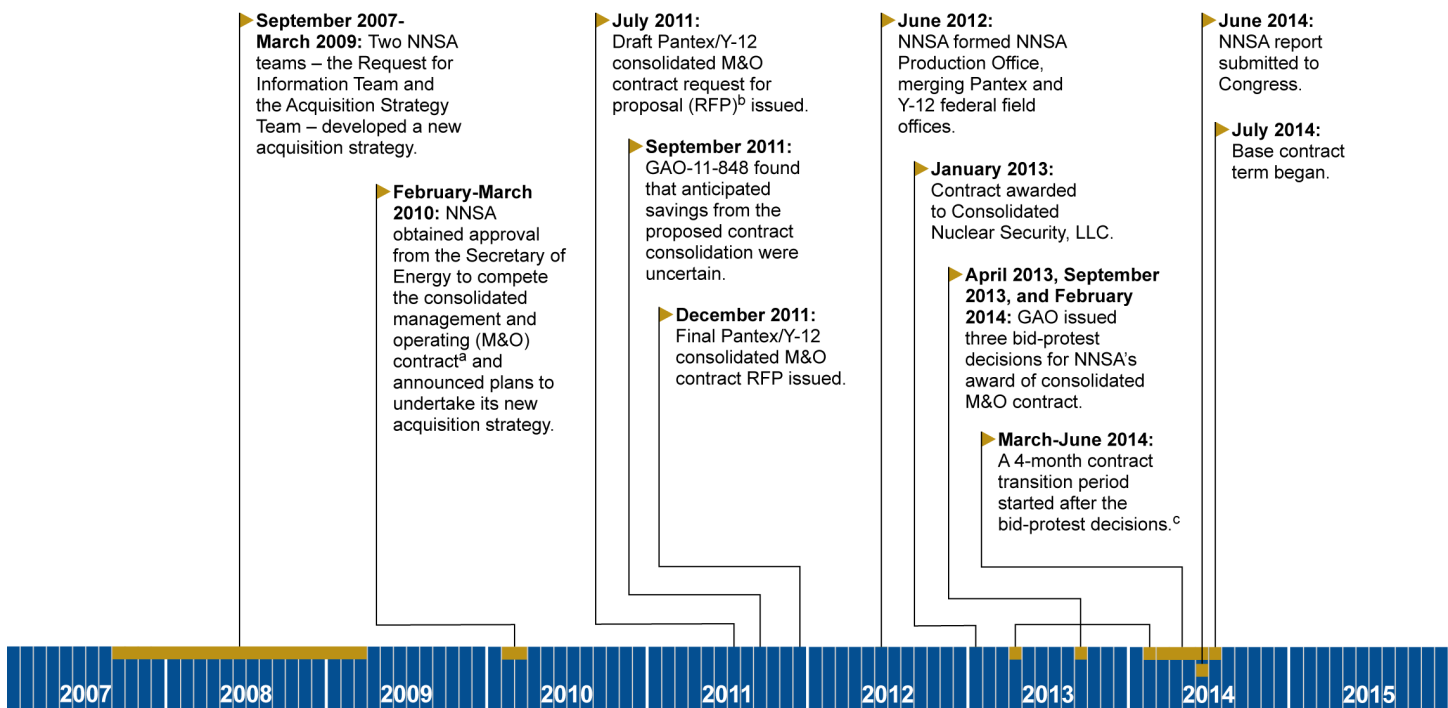 September 2007-
March 2009: Two NNSA
teams – the Request for
Information Team and
the Acquisition Strategy
Team – developed a new
acquisition strategy.
February-March
2010: NNSA
obtained approval
from the Secretary of
Energy to compete
the consolidated
management and
operating (M&O)
contractᵃ and
announced plans to
undertake its new
acquisition strategy.
July 2011:
Draft Pantex/Y-12
consolidated M&O
contract request for
proposal (RFP)ᵇ issued.
September 2011:
GAO-11-848 found
that anticipated
savings from the
proposed contract
consolidation were
uncertain.
December 2011:
Final Pantex/Y-12
consolidated M&O
contract RFP issued.
June 2012:
NNSA formed NNSA
Production Office,
merging Pantex and
Y-12 federal field
offices.
January 2013:
Contract awarded
to Consolidated
Nuclear Security, LLC.
April 2013, September
2013, and February
2014: GAO issued
three bid-protest
decisions for NNSA’s
award of consolidated
M&O contract.
March-June 2014:
A 4-month contract
transition period
started after the
bid-protest decisions.ᶜ
June 2014:
NNSA report
submitted to
Congress.
July 2014:
Base contract
term began.
2007 2008 2009 2010 2011 2012 2013 2014 2015